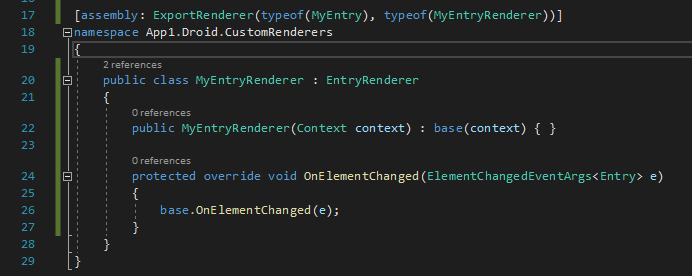 17 [assembly: ExportRenderer(typeof(MyEntry), typeof(MyEntryRenderer))]
18 namespace App1.Droid.CustomRenderers
19 {
2 references
20 public class MyEntryRenderer : EntryRenderer
21 {
0 references
22 public MyEntryRenderer(Context context) : base(context) { }
23
0 references
24 protected override void OnElementChanged(ElementChangedEventArgs<Entry> e)
25 {
26 base.OnElementChanged(e);
27 }
28 }
29 }